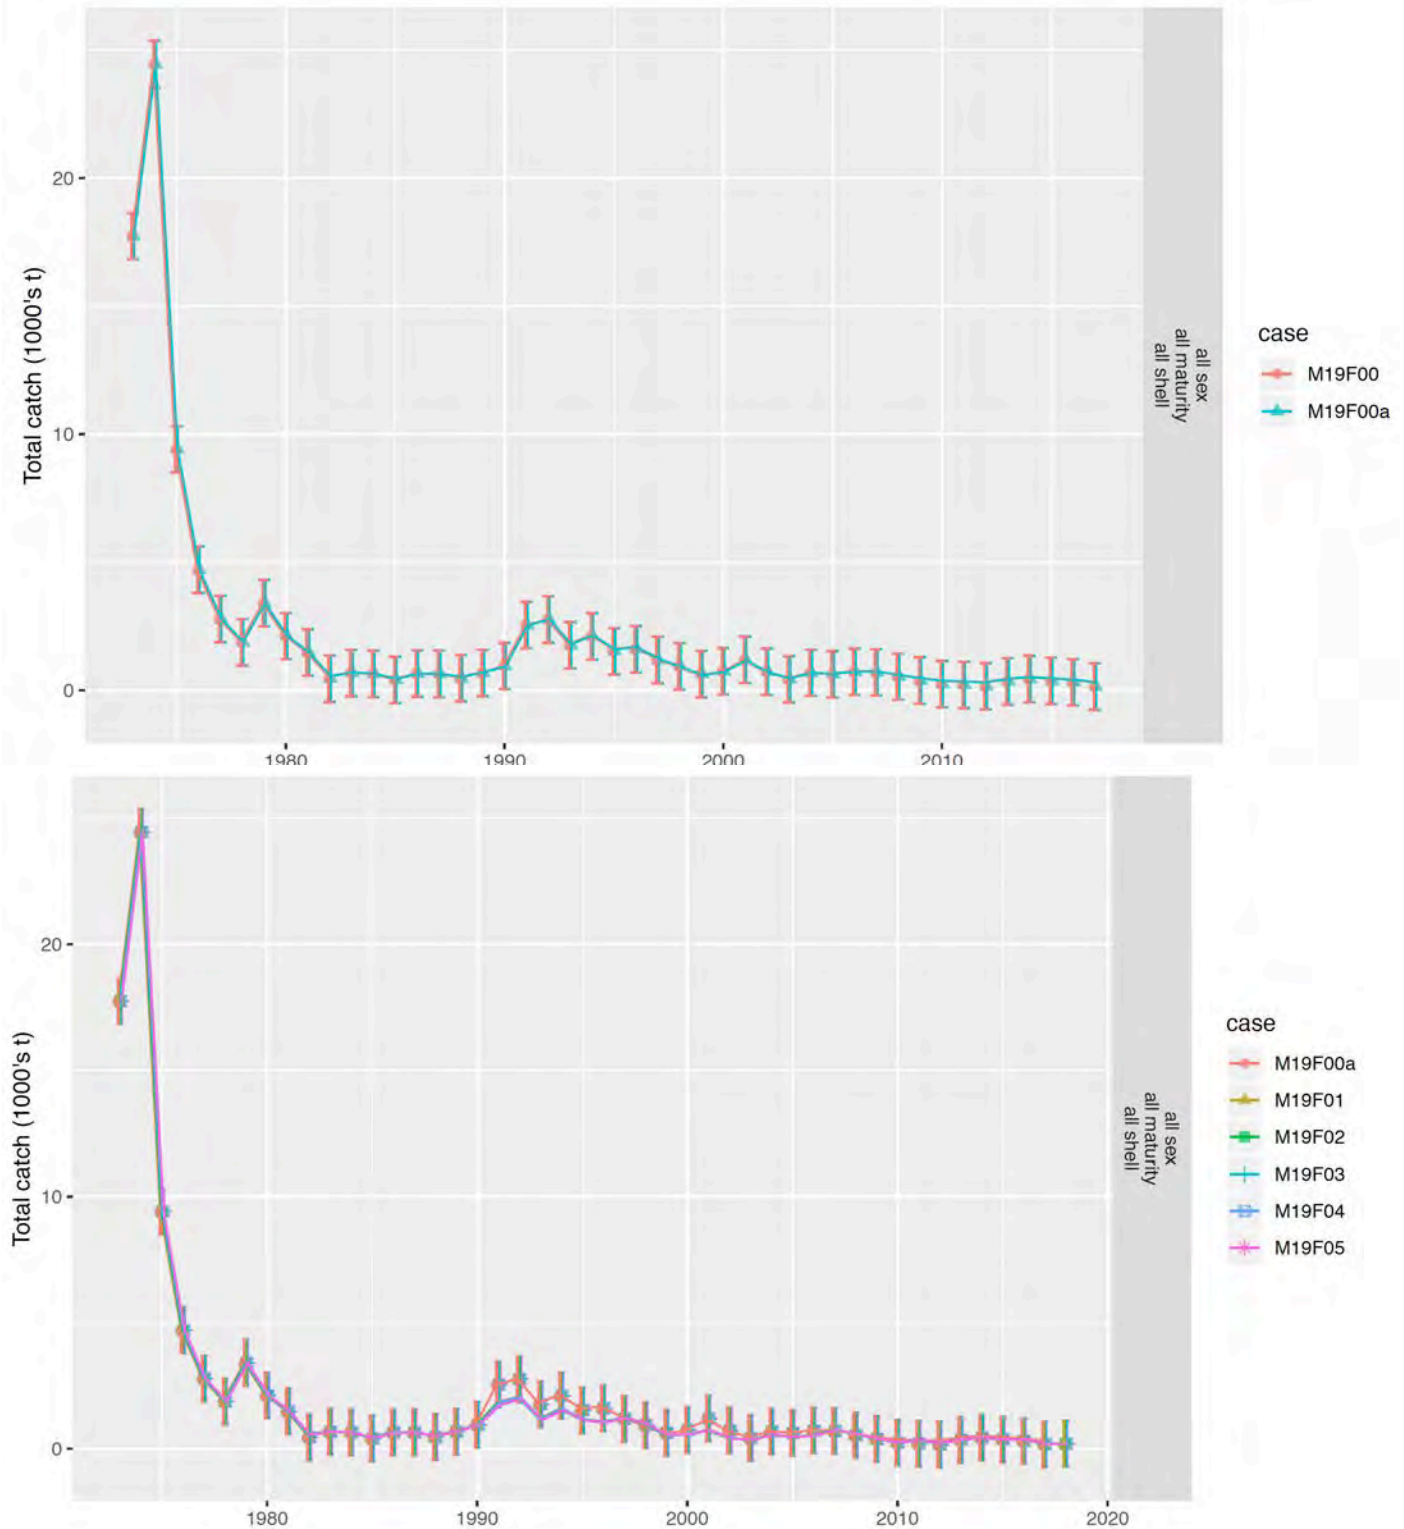 20
10
0
Total catch (1000's t)
1980
1990
2000
2010
all sex
all maturity
all shell
case
M19F00
M19F00a
20
10
0
Total catch (1000's t)
1980
1990
2000
2010
2020
all sex
all maturity
all shell
case
M19F00a
M19F01
M19F02
M19F03
M19F04
M19F05